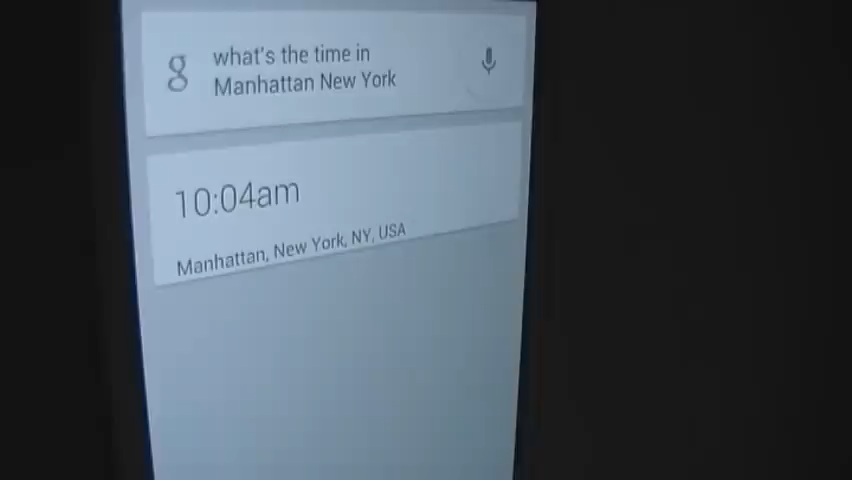 g
what's the time in
Manhattan New York
10:04am
Manhattan, New York, NY, USA